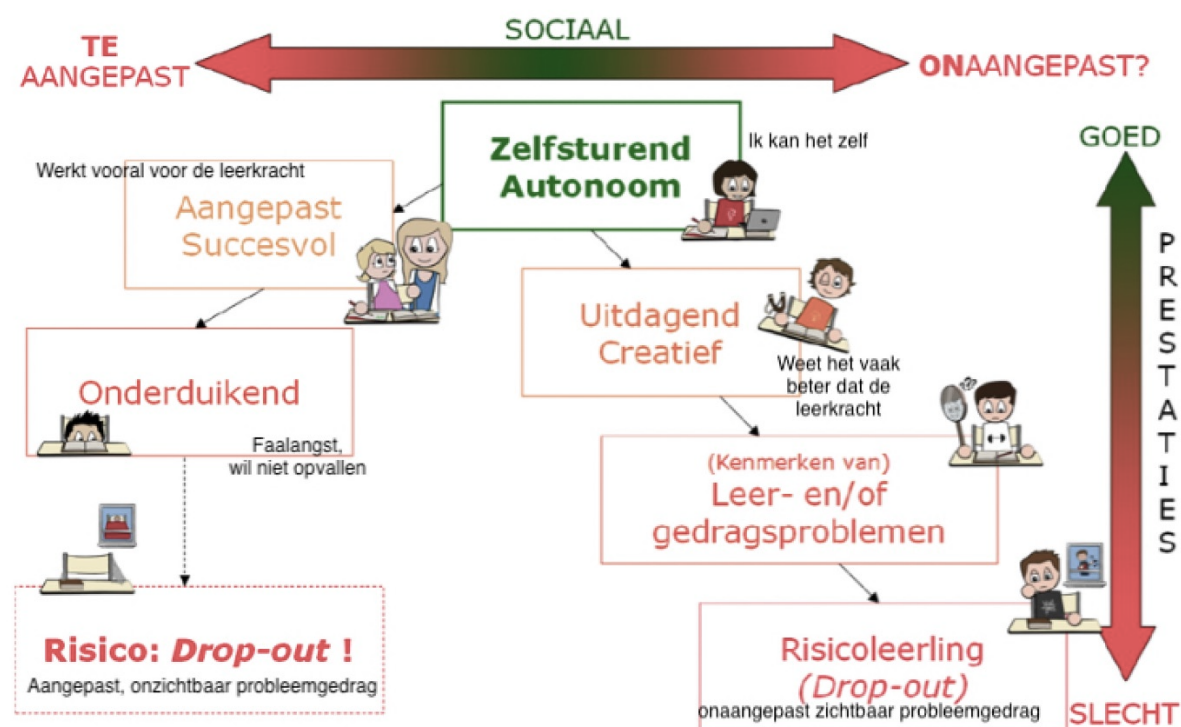 SOCIAAL
TE
AANGEPAST
ONAANGEPAST?
Zelfsturend
Autonoom
Ik kan het zelf
GOED
Werkt vooral voor de leerkracht
Aangepast
Succesvol
PRESTATIES
Uitdagend
Creatief
Weet het vaak
beter dat de
leerkracht
Onderduikend
Faalangst,
wil niet opvallen
(Kenmerken van)
Leer- en/of
gedragsproblemen
Risico: Drop-out !
Aangepast, onzichtbaar probleemgedrag
Risicoleerling
(Drop-out)
onaangepast zichtbaar probleemgedrag
SLECHT